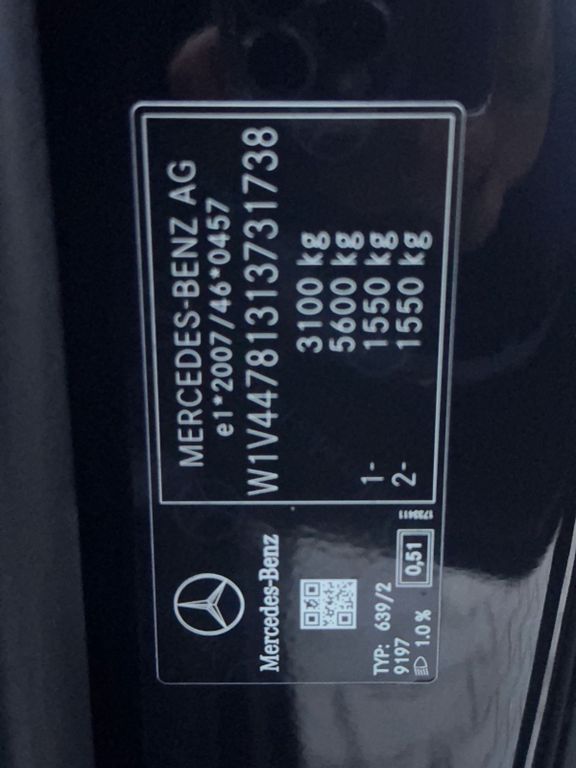 MERCEDES-BENZ AG
e1*2007/46*0457
W1V44781313731738
3100 kg
5600 kg
1- 1550 kg
2- 1550 kg
Mercedes-Benz
TYP: 639/2
9197
1.0 %
0,51
1733411